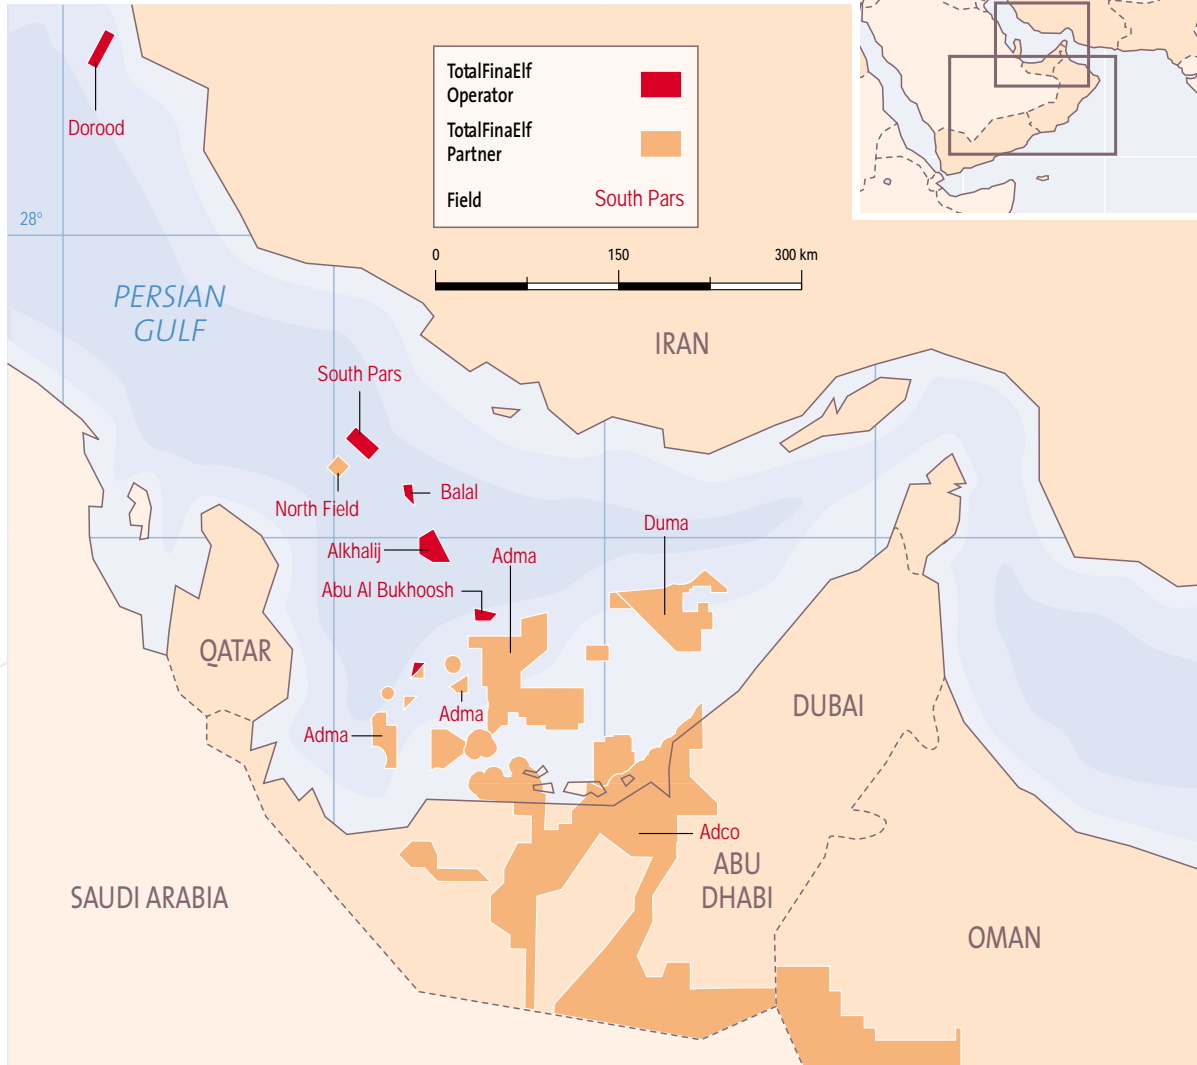 TotalFinaElf
Operator
TotalFinaElf
Partner
Field
South Pars
Dorood
28°
0
150
300 km
PERSIAN
GULF
IRAN
South Pars
North Field
Balal
Alkhalij
Duma
Adma
Abu Al Bukhoosh
QATAR
Adma
Adma
DUBAI
Adco
ABU
DHABI
SAUDI ARABIA
OMAN